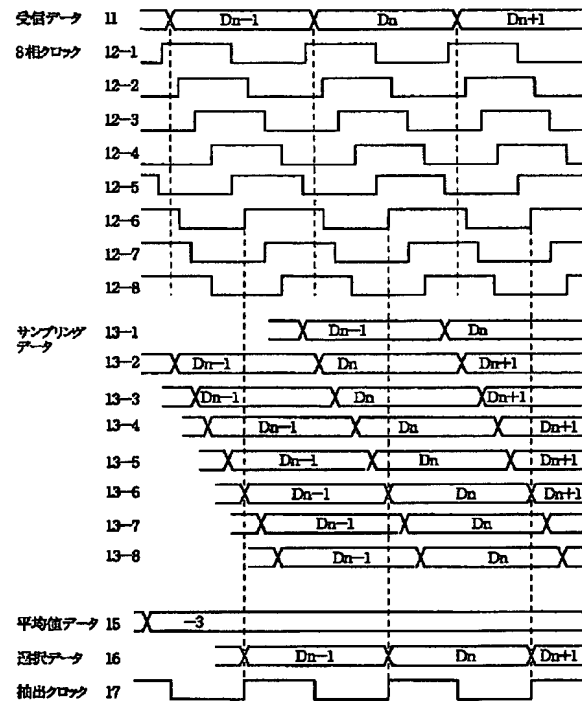 受信データ 11 Dn−1 Dn Dn+1
8相クロック 12−1
12−2
12−3
12−4
12−5
12−6
12−7
12−8
サンプリング
データ
13−1 Dn−1 Dn
13−2 Dn−1 Dn Dn+1
13−3 Dn−1 Dn Dn+1
13−4 Dn−1 Dn Dn+1
13−5 Dn−1 Dn Dn+1
13−6 Dn−1 Dn Dn+1
13−7 Dn−1 Dn
13−8 Dn−1 Dn
平均値データ 15 −3
選択データ 16 Dn−1 Dn Dn+1
抽出クロック 17